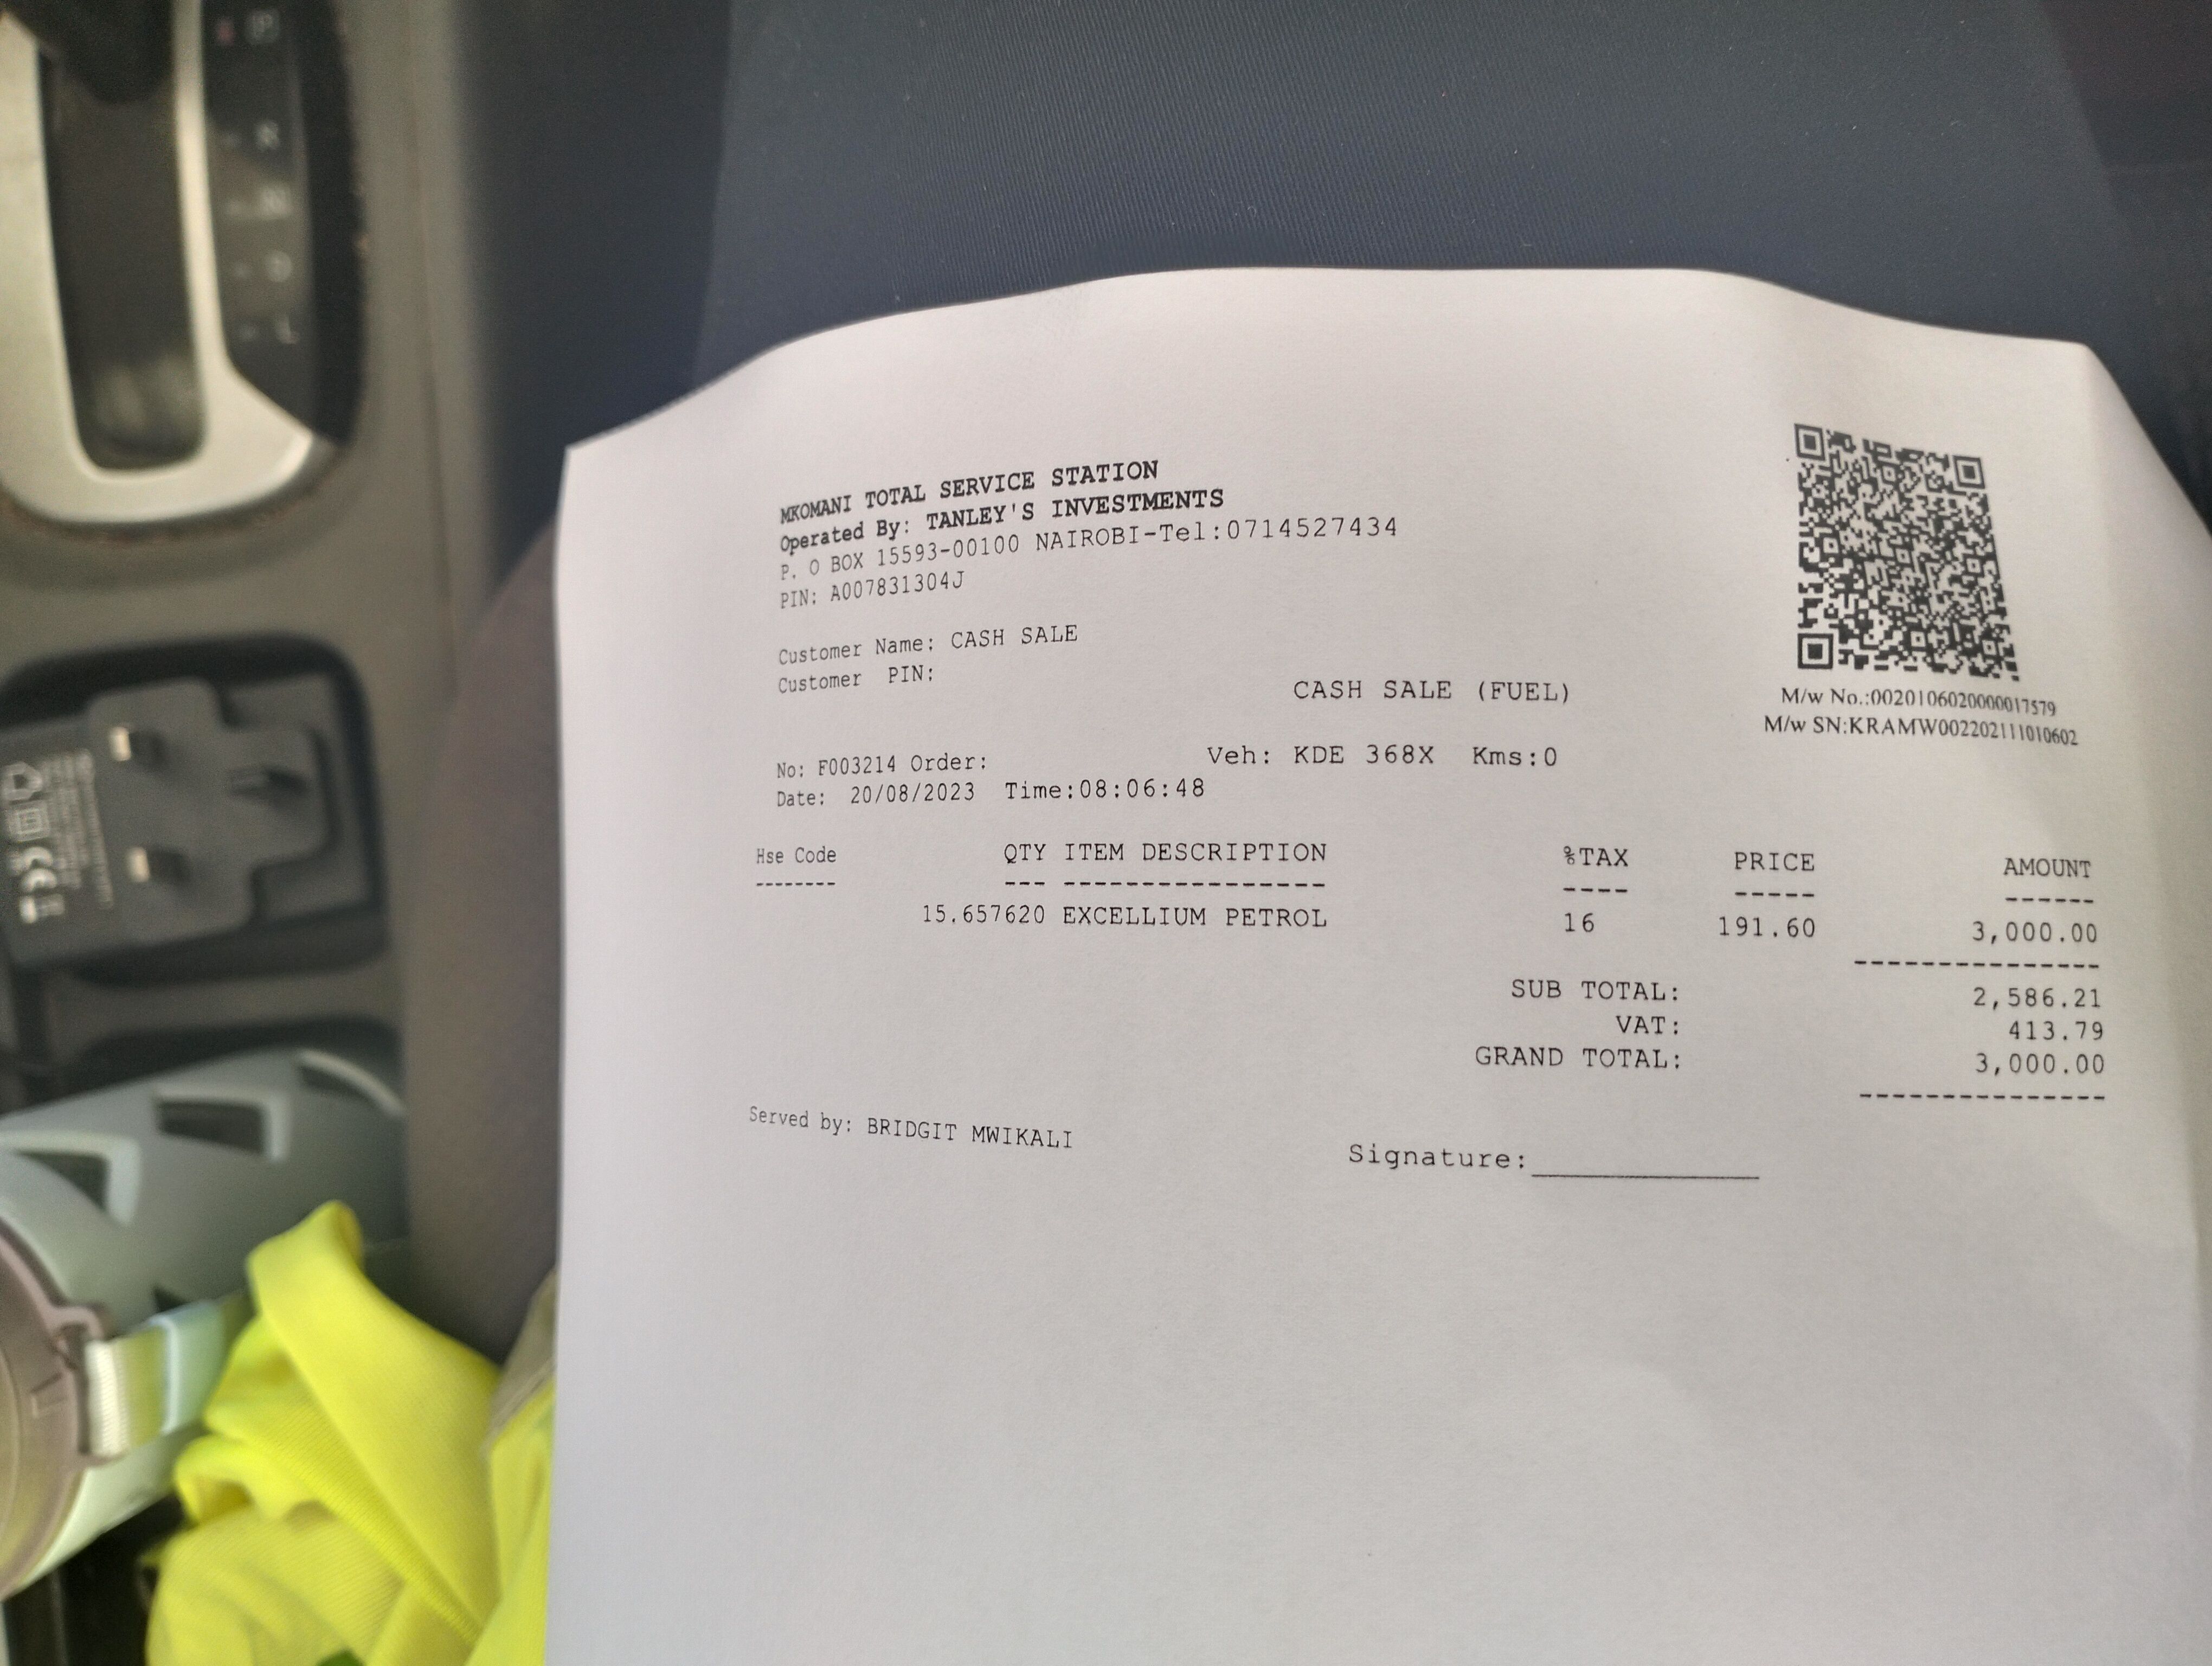 MKOMANI TOTAL SERVICE STATION
Operated By: TANLEY'S INVESTMENTS
P. O BOX 15593-00100 NAIROBI-Tel:0714527434
PIN: A007831304J
Customer Name: CASH SALE
Customer PIN:
CASH SALE (FUEL)
M/w No.:0020106020000017579
M/w SN:KRAMW002202111010602
No: F003214 Order: Veh: KDE 368X Kms:0
Date: 20/08/2023 Time:08:06:48
Hse Code QTY ITEM DESCRIPTION %TAX PRICE AMOUNT
-------- --- ---------------- ---- ----- ------
15.657620 EXCELLIUM PETROL 16 191.60 3,000.00
---------------
SUB TOTAL: 2,586.21
VAT: 413.79
GRAND TOTAL: 3,000.00
---------------
Served by: BRIDGIT MWIKALI
Signature:____________
P
R
N
D
L
CE